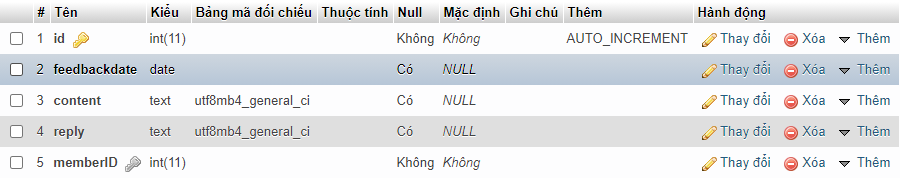 # Tên Kiểu Bảng mã đối chiếu Thuộc tính Null Mặc định Ghi chú Thêm Hành động
1 id int(11) Không Không AUTO_INCREMENT Thay đổi Xóa Thêm
2 feedbackdate date Có NULL Thay đổi Xóa Thêm
3 content text utf8mb4_general_ci Có NULL Thay đổi Xóa Thêm
4 reply text utf8mb4_general_ci Có NULL Thay đổi Xóa Thêm
5 memberID int(11) Không Không Thay đổi Xóa Thêm